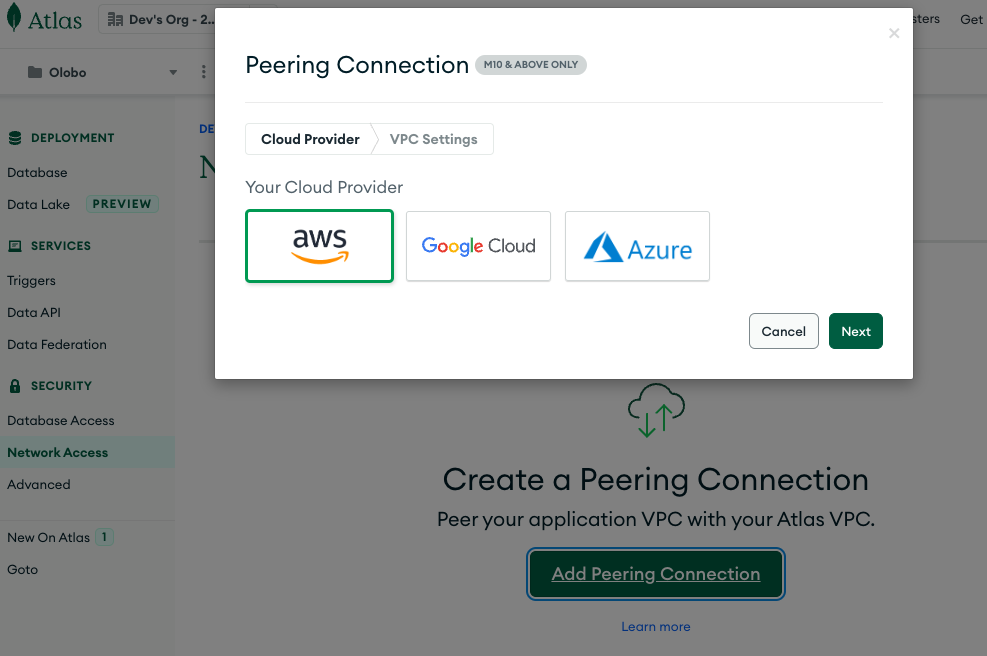 Atlas
Dev's Org - 2...
Get
Olobo
Peering Connection M10 & ABOVE ONLY
Cloud Provider VPC Settings
Your Cloud Provider
aws Google Cloud Azure
Cancel Next
DEPLOYMENT
Database
Data Lake PREVIEW
SERVICES
Triggers
Data API
Data Federation
SECURITY
Database Access
Network Access
Advanced
New On Atlas 1
Goto
Create a Peering Connection
Peer your application VPC with your Atlas VPC.
Add Peering Connection
Learn more